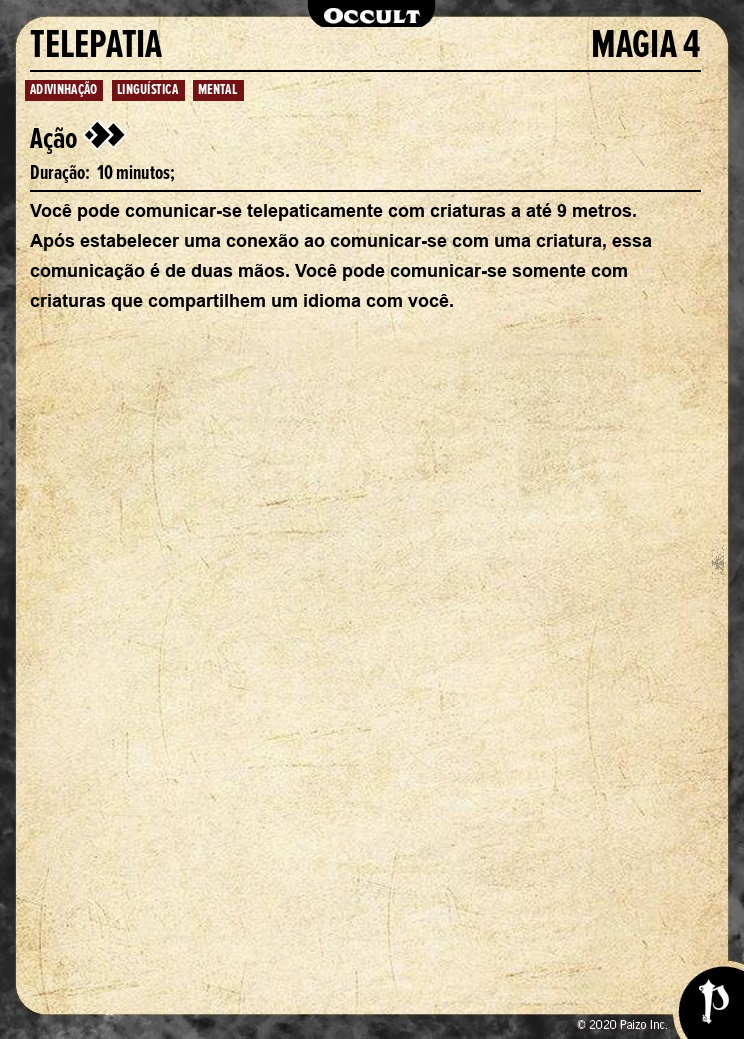 OCCULT
TELEPATIA MAGIA 4
ADIVINHAÇÃO LINGUÍSTICA MENTAL
Ação
Duração: 10 minutos;
Você pode comunicar-se telepaticamente com criaturas a até 9 metros.
Após estabelecer uma conexão ao comunicar-se com uma criatura, essa
comunicação é de duas mãos. Você pode comunicar-se somente com
criaturas que compartilhem um idioma com você.
© 2020 Paizo Inc.
P